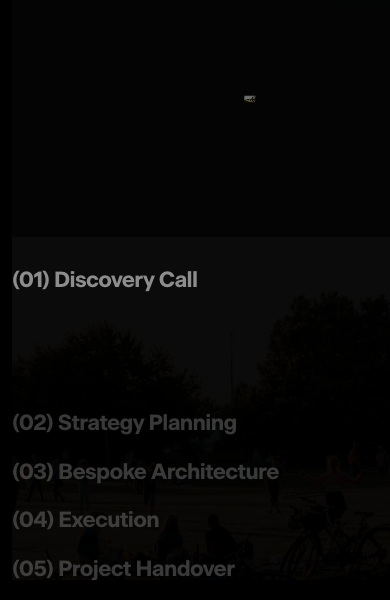 (01) Discovery Call
(02) Strategy Planning
(03) Bespoke Architecture
(04) Execution
(05) Project Handover